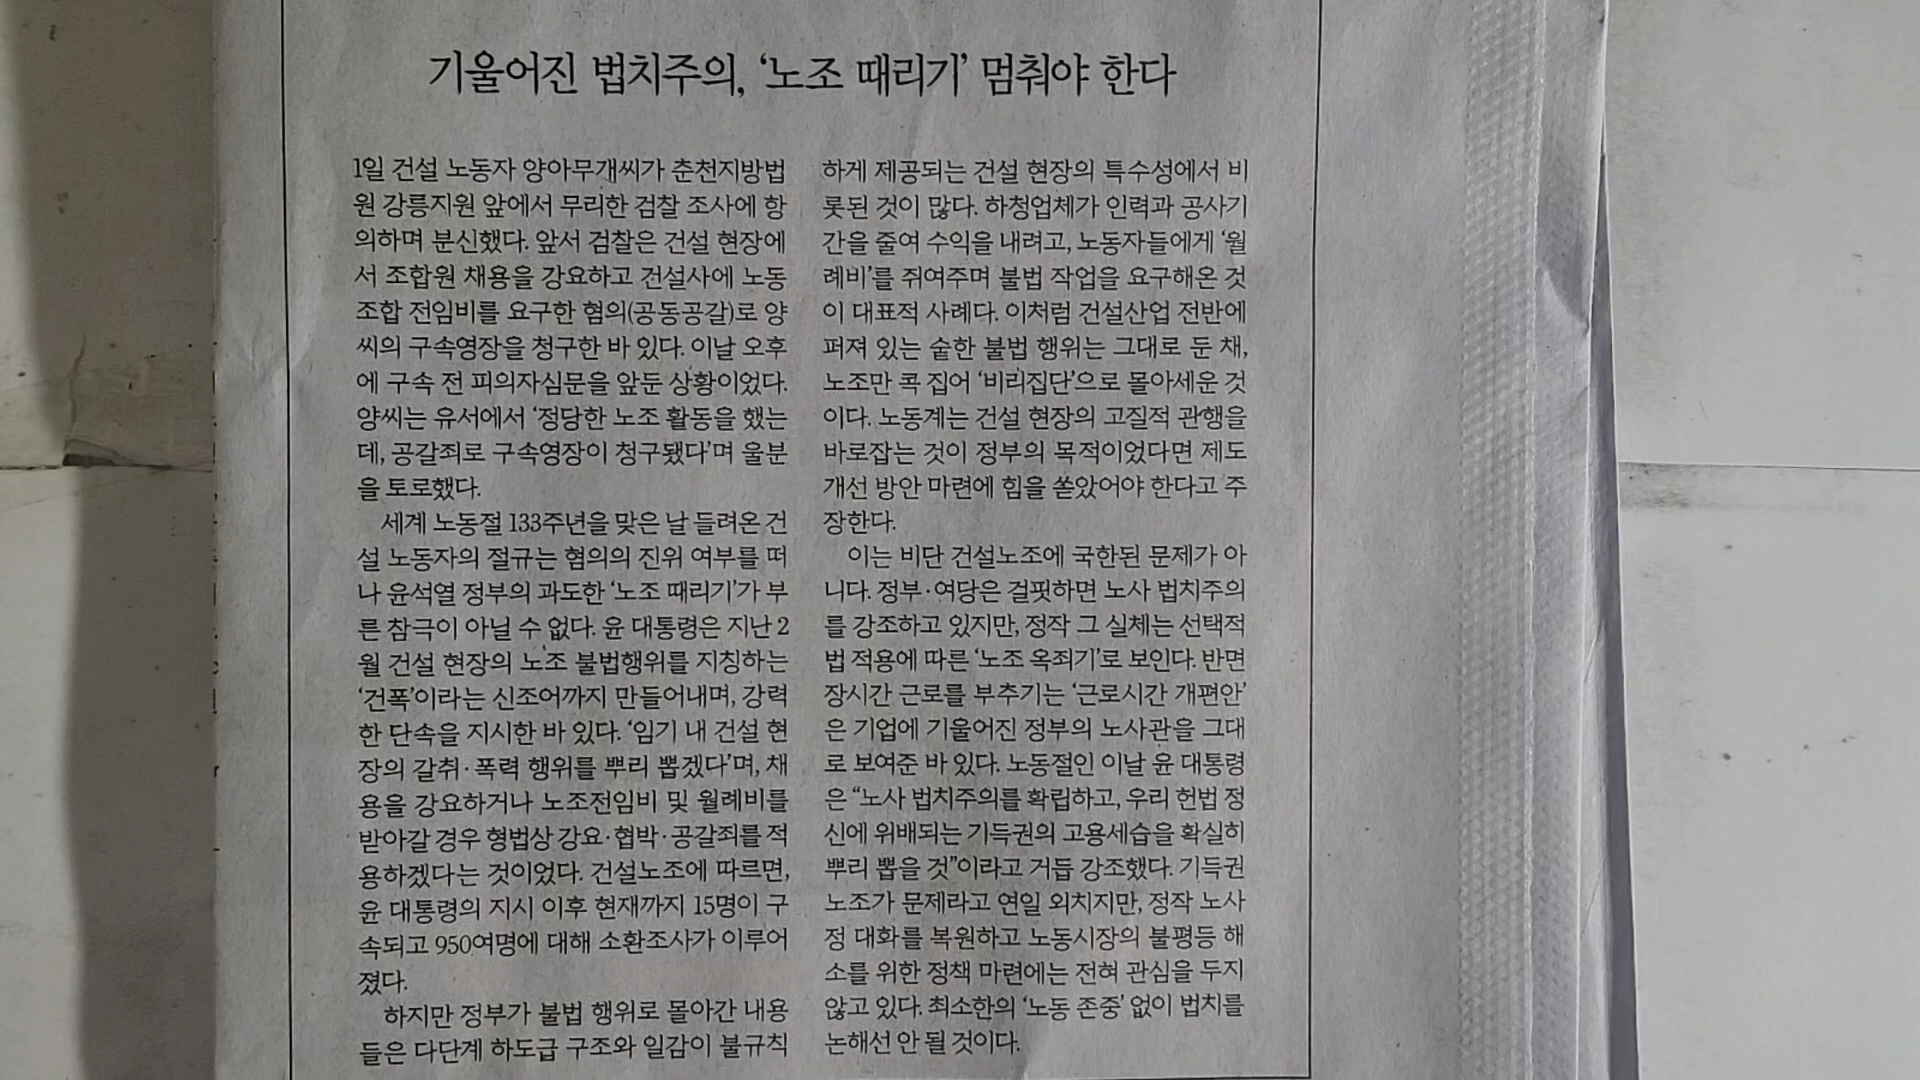 기울어진 법치주의, ‘노조 때리기’ 멈춰야 한다
1일 건설 노동자 양아무개씨가 춘천지방법
원 강릉지원 앞에서 무리한 검찰 조사에 항
의하며 분신했다. 앞서 검찰은 건설 현장에
서 조합원 채용을 강요하고 건설사에 노동
조합 전임비를 요구한 혐의(공동공갈)로 양
씨의 구속영장을 청구한 바 있다. 이날 오후
에 구속 전 피의자심문을 앞둔 상황이었다.
양씨는 유서에서 ‘정당한 노조 활동을 했는
데, 공갈죄로 구속영장이 청구됐다’며 울분
을 토로했다.
세계 노동절 133주년을 맞은 날 들려온 건
설 노동자의 절규는 혐의의 진위 여부를 떠
나 윤석열 정부의 과도한 ‘노조 때리기’가 부
른 참극이 아닐 수 없다. 윤 대통령은 지난 2
월 건설 현장의 노조 불법행위를 지칭하는
‘건폭’이라는 신조어까지 만들어내며, 강력
한 단속을 지시한 바 있다. ‘임기 내 건설 현
장의 갈취·폭력 행위를 뿌리 뽑겠다’며, 채
용을 강요하거나 노조전임비 및 월례비를
받아갈 경우 형법상 강요·협박·공갈죄를 적
용하겠다는 것이었다. 건설노조에 따르면,
윤 대통령의 지시 이후 현재까지 15명이 구
속되고 950여명에 대해 소환조사가 이루어
졌다.
하지만 정부가 불법 행위로 몰아간 내용
들은 다단계 하도급 구조와 일감이 불규칙
하게 제공되는 건설 현장의 특수성에서 비
롯된 것이 많다. 하청업체가 인력과 공사기
간을 줄여 수익을 내려고, 노동자들에게 ‘월
례비’를 쥐여주며 불법 작업을 요구해온 것
이 대표적 사례다. 이처럼 건설산업 전반에
퍼져 있는 숱한 불법 행위는 그대로 둔 채,
노조만 콕 집어 ‘비리집단’으로 몰아세운 것
이다. 노동계는 건설 현장의 고질적 관행을
바로잡는 것이 정부의 목적이었다면 제도
개선 방안 마련에 힘을 쏟았어야 한다고 주
장한다.
이는 비단 건설노조에 국한된 문제가 아
니다. 정부·여당은 걸핏하면 노사 법치주의
를 강조하고 있지만, 정작 그 실체는 선택적
법 적용에 따른 ‘노조 옥죄기’로 보인다. 반면
장시간 근로를 부추기는 ‘근로시간 개편안’
은 기업에 기울어진 정부의 노사관을 그대
로 보여준 바 있다. 노동절인 이날 윤 대통령
은 “노사 법치주의를 확립하고, 우리 헌법 정
신에 위배되는 기득권의 고용세습을 확실히
뿌리 뽑을 것”이라고 거듭 강조했다. 기득권
노조가 문제라고 연일 외치지만, 정작 노사
정 대화를 복원하고 노동시장의 불평등 해
소를 위한 정책 마련에는 전혀 관심을 두지
않고 있다. 최소한의 ‘노동 존중’ 없이 법치를
논해선 안 될 것이다.